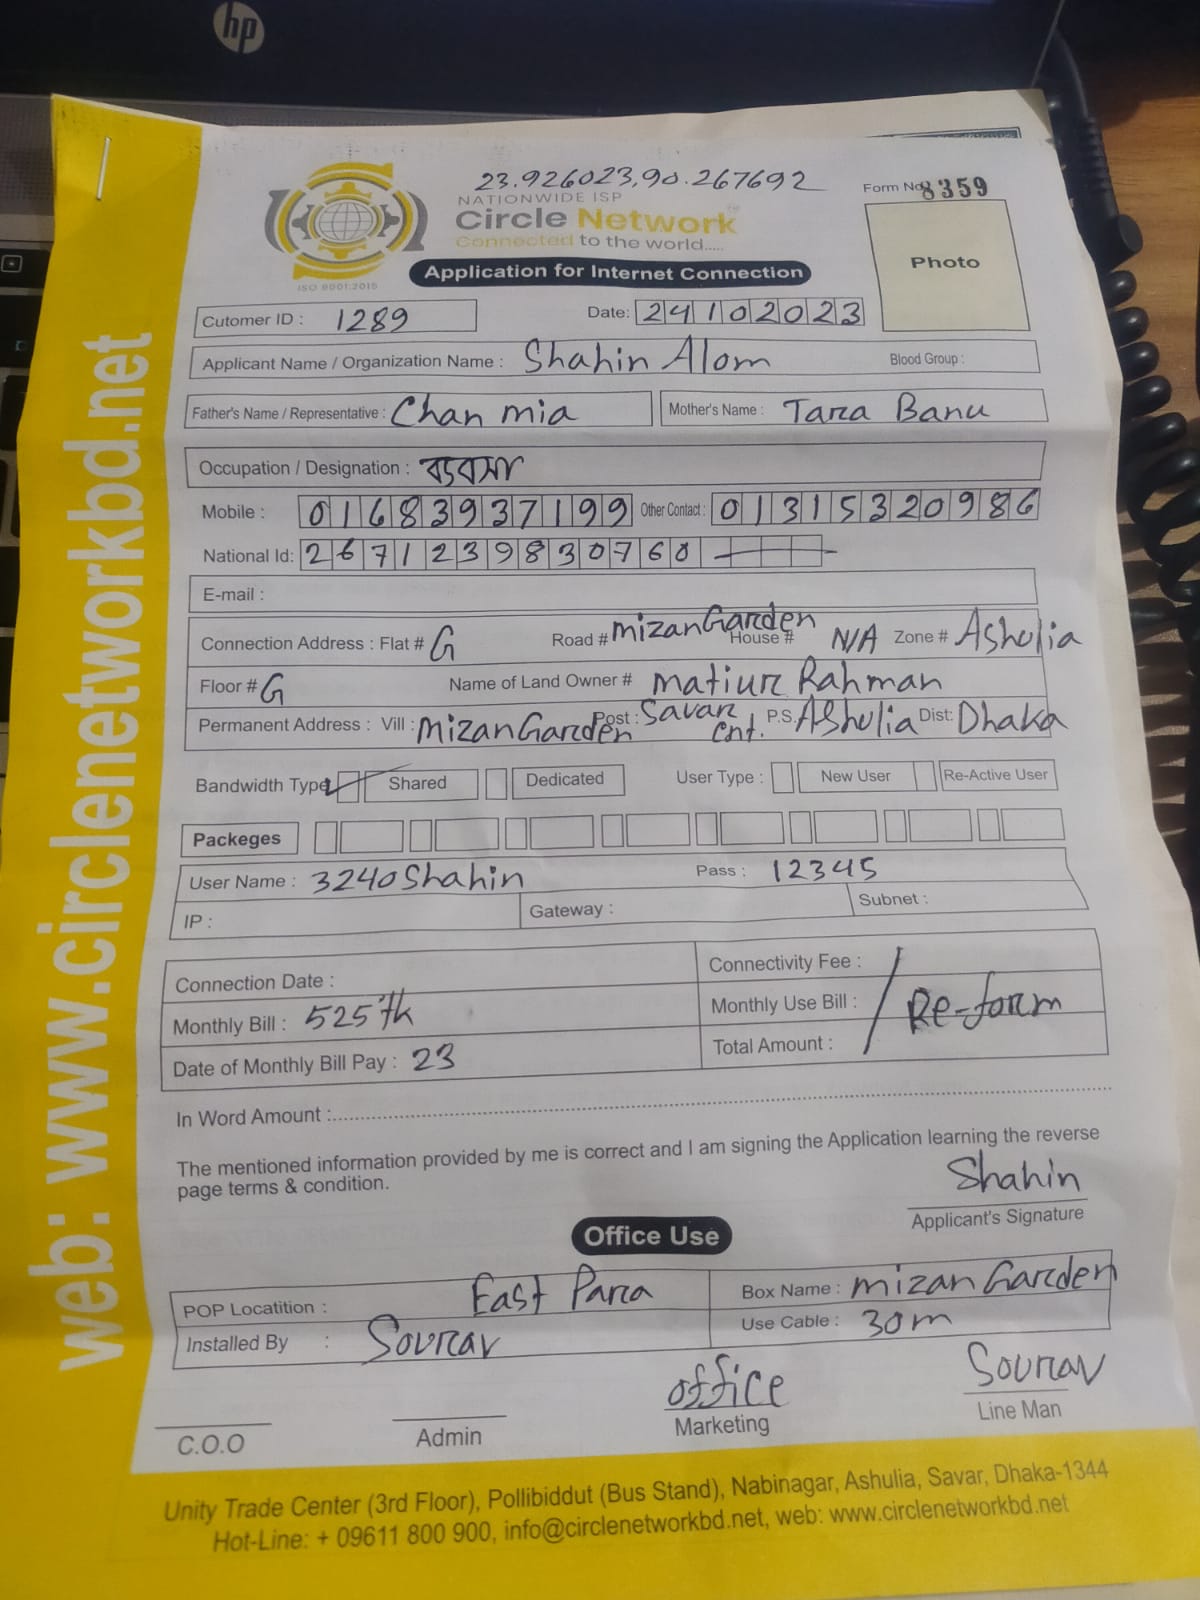 hp
web: www.circlenetworkbd.net
23.926023,90.267692
Form No: 8359
NATIONWIDE ISP
Circle Network
Connected to the world.....
ISO 9001:2015
Application for Internet Connection
Photo
Cutomer ID : 1289 Date: 24102023
Applicant Name / Organization Name : Shahin Alom Blood Group :
Father's Name / Representative : Chan mia Mother's Name : Tara Banu
Occupation / Designation : ব্যবসা
Mobile : 01683937199 Other Contact : 01315320986
National Id: 2671239830760
E-mail :
Connection Address : Flat # G Road # mizan Garden House # N/A Zone # Ashulia
Floor # G Name of Land Owner # matiur Rahman
Permanent Address : Vill : Mizan Garden Post : Savar Cnt. P.S. Ashulia Dist: Dhaka
Bandwidth Type Shared Dedicated User Type : New User Re-Active User
Packeges
User Name : 3240Shahin Pass : 12345
IP : Gateway : Subnet :
Connection Date : Connectivity Fee :
Monthly Bill : 525 Tk Monthly Use Bill : Re-form
Date of Monthly Bill Pay : 23 Total Amount :
In Word Amount :
The mentioned information provided by me is correct and I am signing the Application learning the reverse
page terms & condition.
Shahin
Applicant's Signature
Office Use
POP Locatition : East Para Box Name : mizan Garden
Installed By : Sourav Use Cable : 30m
office Sourav
C.O.O Admin Marketing Line Man
Unity Trade Center (3rd Floor), Pollibiddut (Bus Stand), Nabinagar, Ashulia, Savar, Dhaka-1344
Hot-Line: + 09611 800 900, info@circlenetworkbd.net, web: www.circlenetworkbd.net